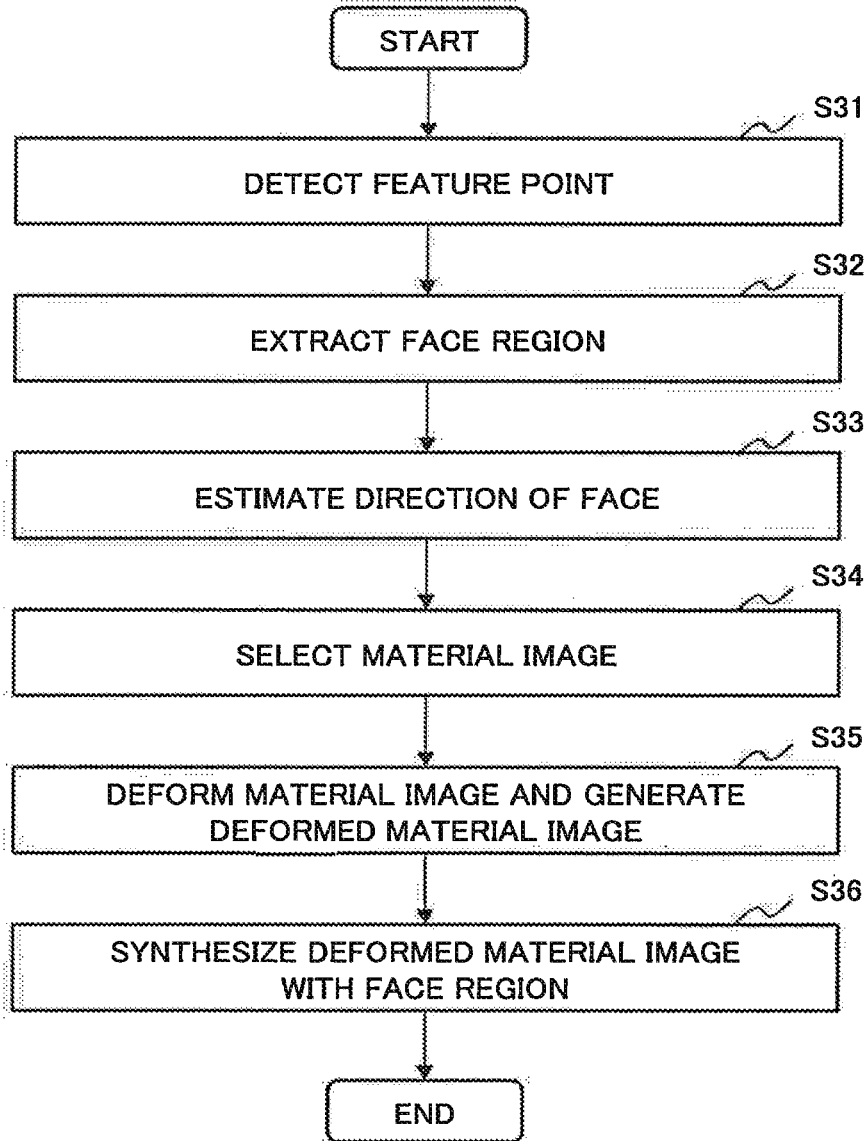 START
S31
DETECT FEATURE POINT
S32
EXTRACT FACE REGION
S33
ESTIMATE DIRECTION OF FACE
S34
SELECT MATERIAL IMAGE
S35
DEFORM MATERIAL IMAGE AND GENERATE
DEFORMED MATERIAL IMAGE
S36
SYNTHESIZE DEFORMED MATERIAL IMAGE
WITH FACE REGION
END